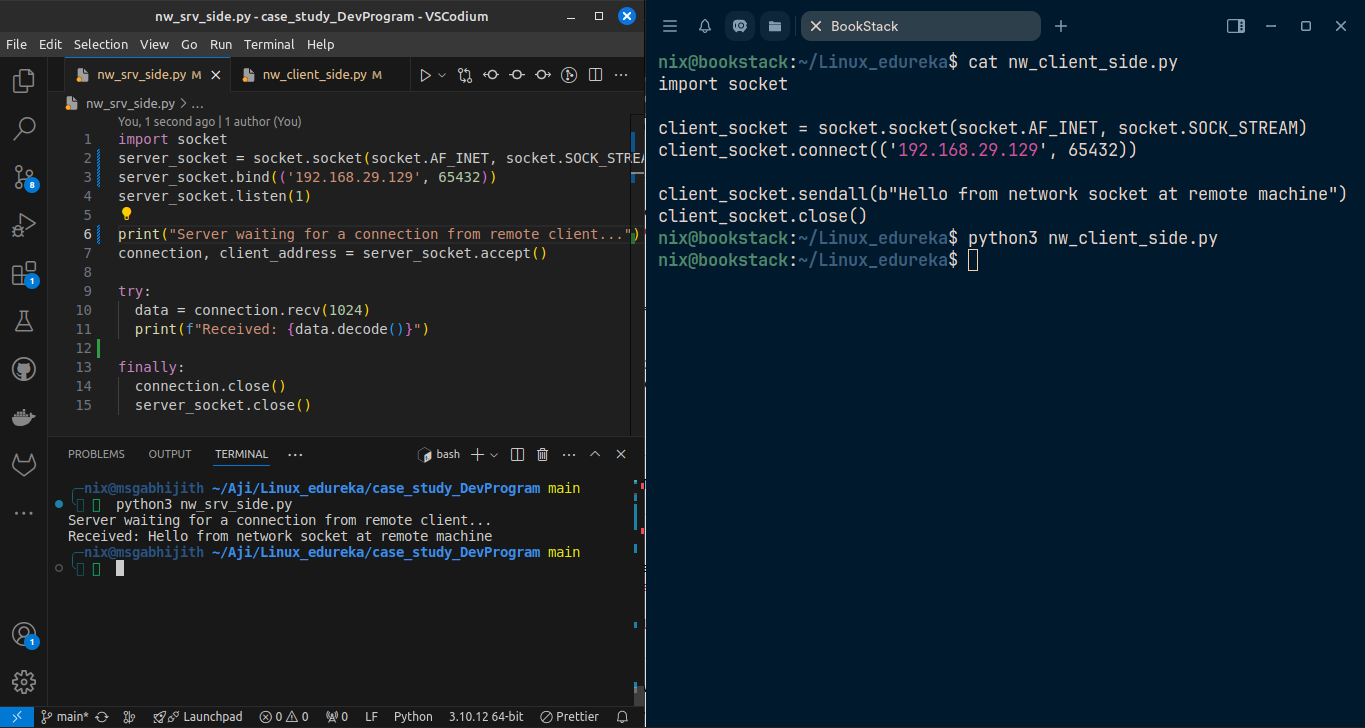 nw_srv_side.py - case_study_DevProgram - VSCodium
File Edit Selection View Go Run Terminal Help
nw_srv_side.py M
nw_client_side.py M
nw_srv_side.py > ...
You, 1 second ago | 1 author (You)
1 import socket
2 server_socket = socket.socket(socket.AF_INET, socket.SOCK_STREA
3 server_socket.bind(('192.168.29.129', 65432))
4 server_socket.listen(1)
5
6 print("Server waiting for a connection from remote client...")
7 connection, client_address = server_socket.accept()
8
9 try:
10 data = connection.recv(1024)
11 print(f"Received: {data.decode()}")
12
13 finally:
14 connection.close()
15 server_socket.close()
8
1
1
PROBLEMS OUTPUT TERMINAL ...
bash
nix@msgabhijith ~/Aji/Linux_edureka/case_study_DevProgram main
python3 nw_srv_side.py
Server waiting for a connection from remote client...
Received: Hello from network socket at remote machine
nix@msgabhijith ~/Aji/Linux_edureka/case_study_DevProgram main
main* Launchpad 0 0 0 LF Python 3.10.12 64-bit Prettier
BookStack
nix@bookstack:~/Linux_edureka$ cat nw_client_side.py
import socket
client_socket = socket.socket(socket.AF_INET, socket.SOCK_STREAM)
client_socket.connect(('192.168.29.129', 65432))
client_socket.sendall(b"Hello from network socket at remote machine")
client_socket.close()
nix@bookstack:~/Linux_edureka$ python3 nw_client_side.py
nix@bookstack:~/Linux_edureka$